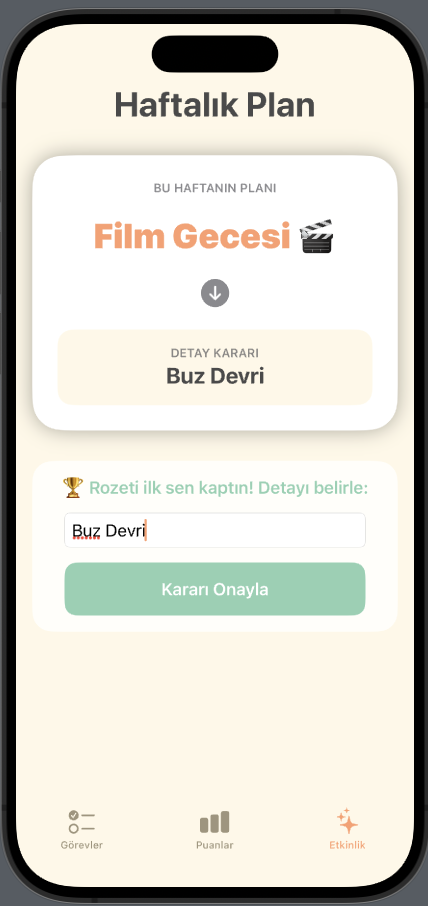 Haftalık Plan
BU HAFTANIN PLANI
Film Gecesi 🎬
DETAY KARARI
Buz Devri
🏆 Rozeti ilk sen kaptın! Detayı belirle:
Buz Devri
Kararı Onayla
Görevler
Puanlar
Etkinlik